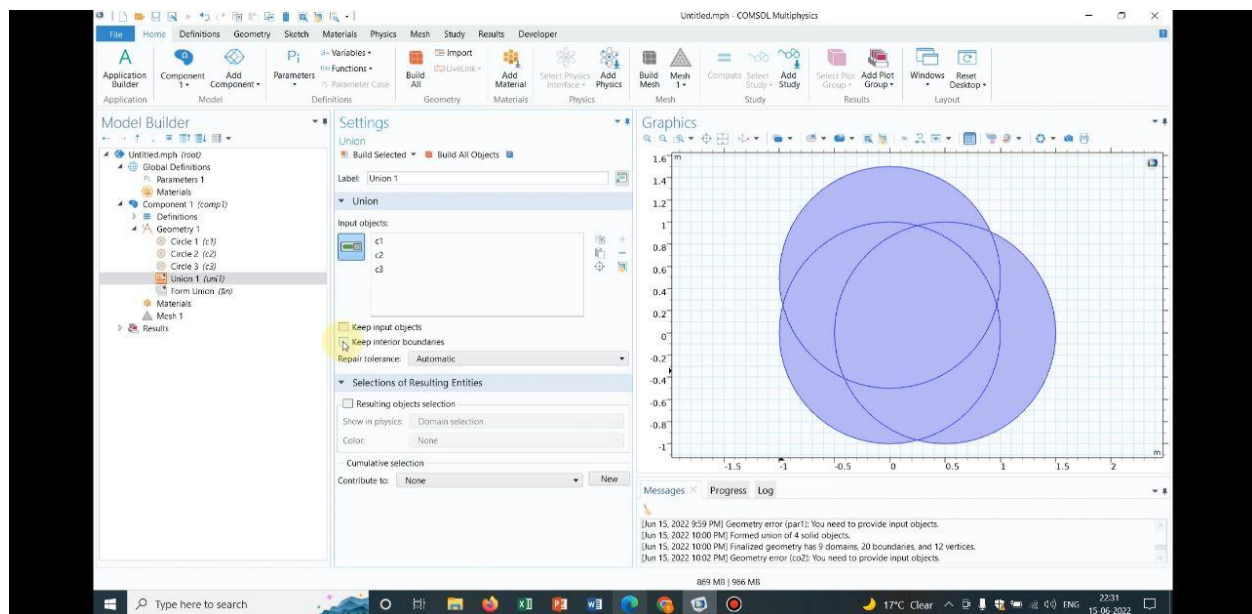 Untitled.mph - COMSOL Multiphysics
File Home Definitions Geometry Sketch Materials Physics Mesh Study Results Developer
A
Application Builder
Component 1
Add Component
Pi
Parameters
a= Variables
f(x) Functions
Parameter Case
Build All
Import
LiveLink
Add Material
Select Physics Interface
Add Physics
Build Mesh
Mesh 1
Compute
Select Study
Add Study
Select Plot Group
Add Plot Group
Windows
Reset Desktop
Application Model Definitions Geometry Materials Physics Mesh Study Results Layout
Model Builder
Untitled.mph (root)
Global Definitions
Pi Parameters 1
Materials
Component 1 (comp1)
Definitions
Geometry 1
Circle 1 (c1)
Circle 2 (c2)
Circle 3 (c3)
Union 1 (uni1)
Form Union (fin)
Materials
Mesh 1
Results
Settings
Union
Build Selected Build All Objects
Label: Union 1
Union
Input objects:
c1
c2
c3
Keep input objects
Keep interior boundaries
Repair tolerance: Automatic
Selections of Resulting Entities
Resulting objects selection
Show in physics: Domain selection
Color: None
Cumulative selection
Contribute to: None New
Graphics
m
1.6
1.4
1.2
1
0.8
0.6
0.4
0.2
0
-0.2
-0.4
-0.6
-0.8
-1
m
-1.5 -1 -0.5 0 0.5 1 1.5 2
Messages Progress Log
[Jun 15, 2022 9:59 PM] Geometry error (par1): You need to provide input objects.
[Jun 15, 2022 10:00 PM] Formed union of 4 solid objects.
[Jun 15, 2022 10:00 PM] Finalized geometry has 9 domains, 20 boundaries, and 12 vertices.
[Jun 15, 2022 10:02 PM] Geometry error (co2): You need to provide input objects.
869 MB | 966 MB
Type here to search
17°C Clear
ENG
22:31
15-06-2022